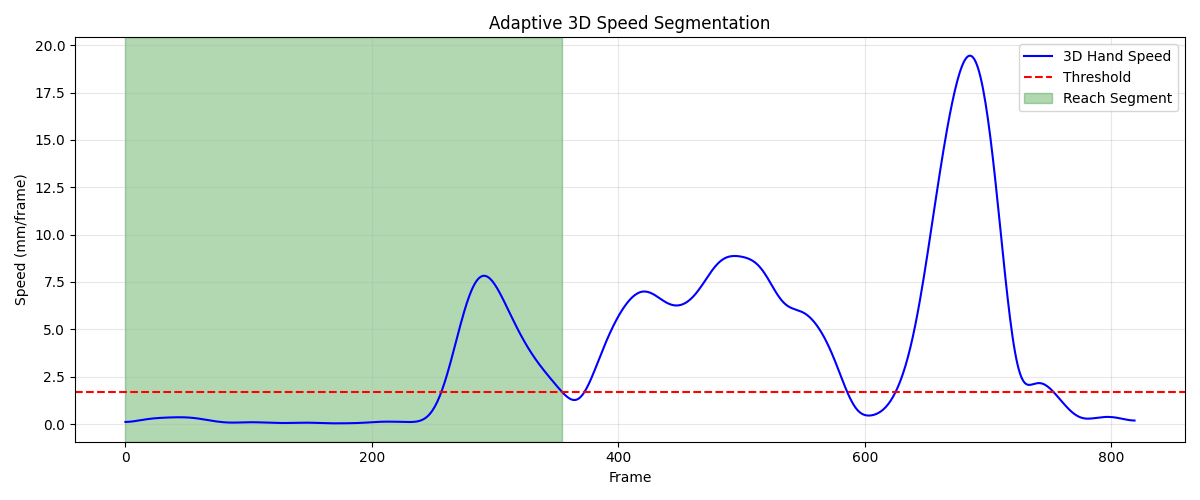 Adaptive 3D Speed Segmentation
20.0
17.5
15.0
12.5
10.0
7.5
5.0
2.5
0.0
Speed (mm/frame)
3D Hand Speed
Threshold
Reach Segment
0 200 400 600 800
Frame